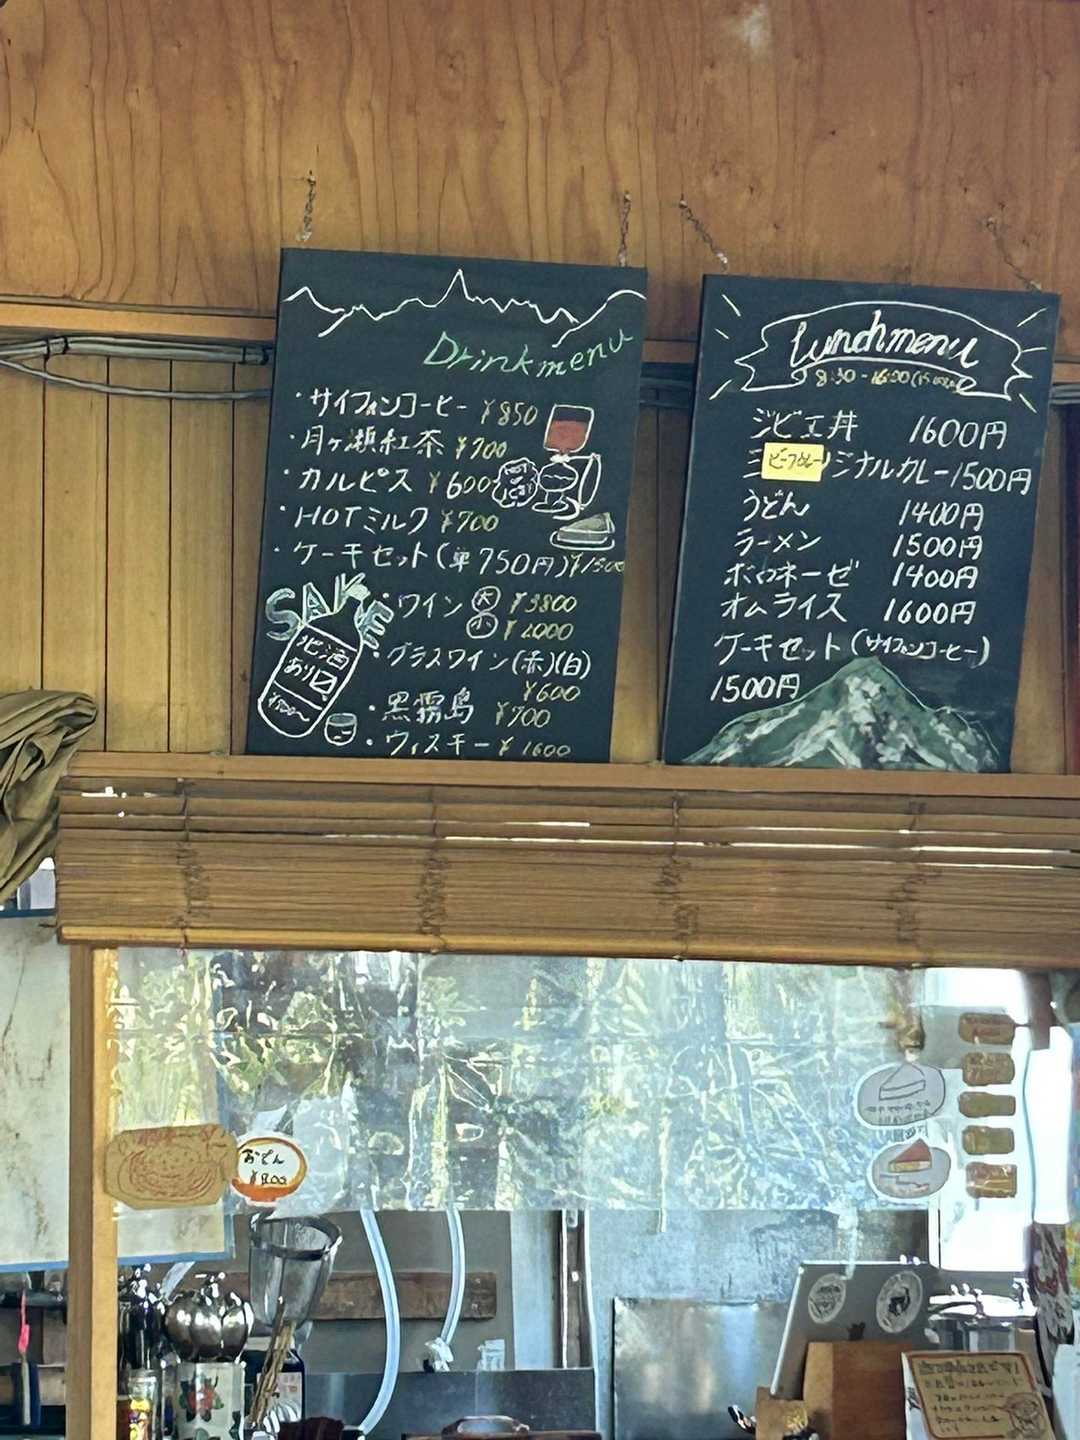 Drinkmenu
・サイフォンコーヒー ¥850
・月ヶ瀬紅茶 ¥700
・カルピス ¥600
・HOTミルク ¥700
・ケーキセット(単750円)¥1500
SAKE
地酒
あり〼
¥500〜
・ワイン 大 ¥3800
小 ¥2000
・グラスワイン(赤)(白)
¥600
・黒霧島 ¥700
・ウィスキー ¥1600
Lunchmenu
ジビエ丼 1600円
ビーフカレー
ジナルカレー1500円
うどん 1400円
ラーメン 1500円
ボロネーゼ 1400円
オムライス 1600円
ケーキセット(サイフォンコーヒー)
1500円
おでん